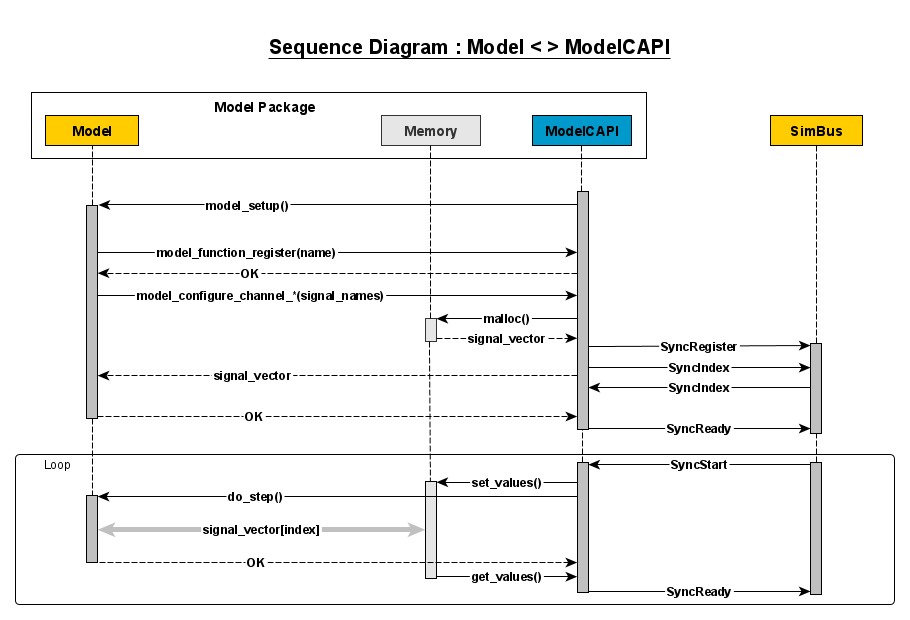 Sequence Diagram : Model < > ModelCAPI
Model Package
Model
Memory
ModelCAPI
SimBus
model_setup()
model_function_register(name)
OK
model_configure_channel_*(signal_names)
malloc()
signal_vector
SyncRegister
SyncIndex
signal_vector
SyncIndex
OK
SyncReady
Loop
SyncStart
set_values()
do_step()
signal_vector[index]
OK
get_values()
SyncReady